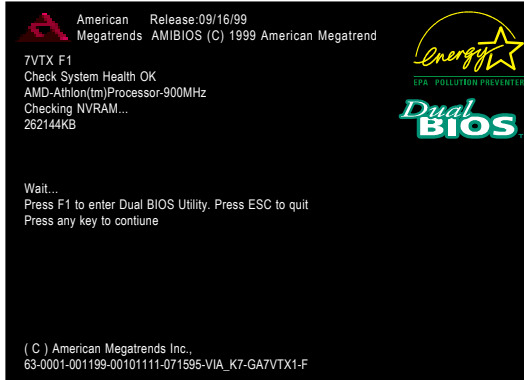 American Release:09/16/99
Megatrends AMIBIOS (C) 1999 American Megatrend
7VTX F1
Check System Health OK
AMD-Athlon(tm)Processor-900MHz
Checking NVRAM...
262144KB
energy
EPA POLLUTION PREVENTER
Dual
BIOS
Wait...
Press F1 to enter Dual BIOS Utility. Press ESC to quit
Press any key to contiune
( C ) American Megatrends Inc.,
63-0001-001199-00101111-071595-VIA_K7-GA7VTX1-F